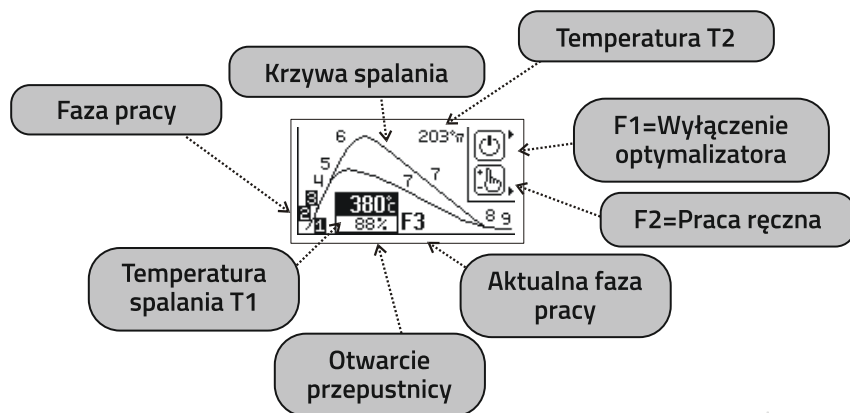 Temperatura T2
Krzywa spalania
Faza pracy
F1=Wyłączenie
optymalizatora
F2=Praca ręczna
Temperatura
spalania T1
Aktualna faza
pracy
Otwarcie
przepustnicy
6
203°
5
4
7
7
3
2
1
380°C
88%
F3
8 9